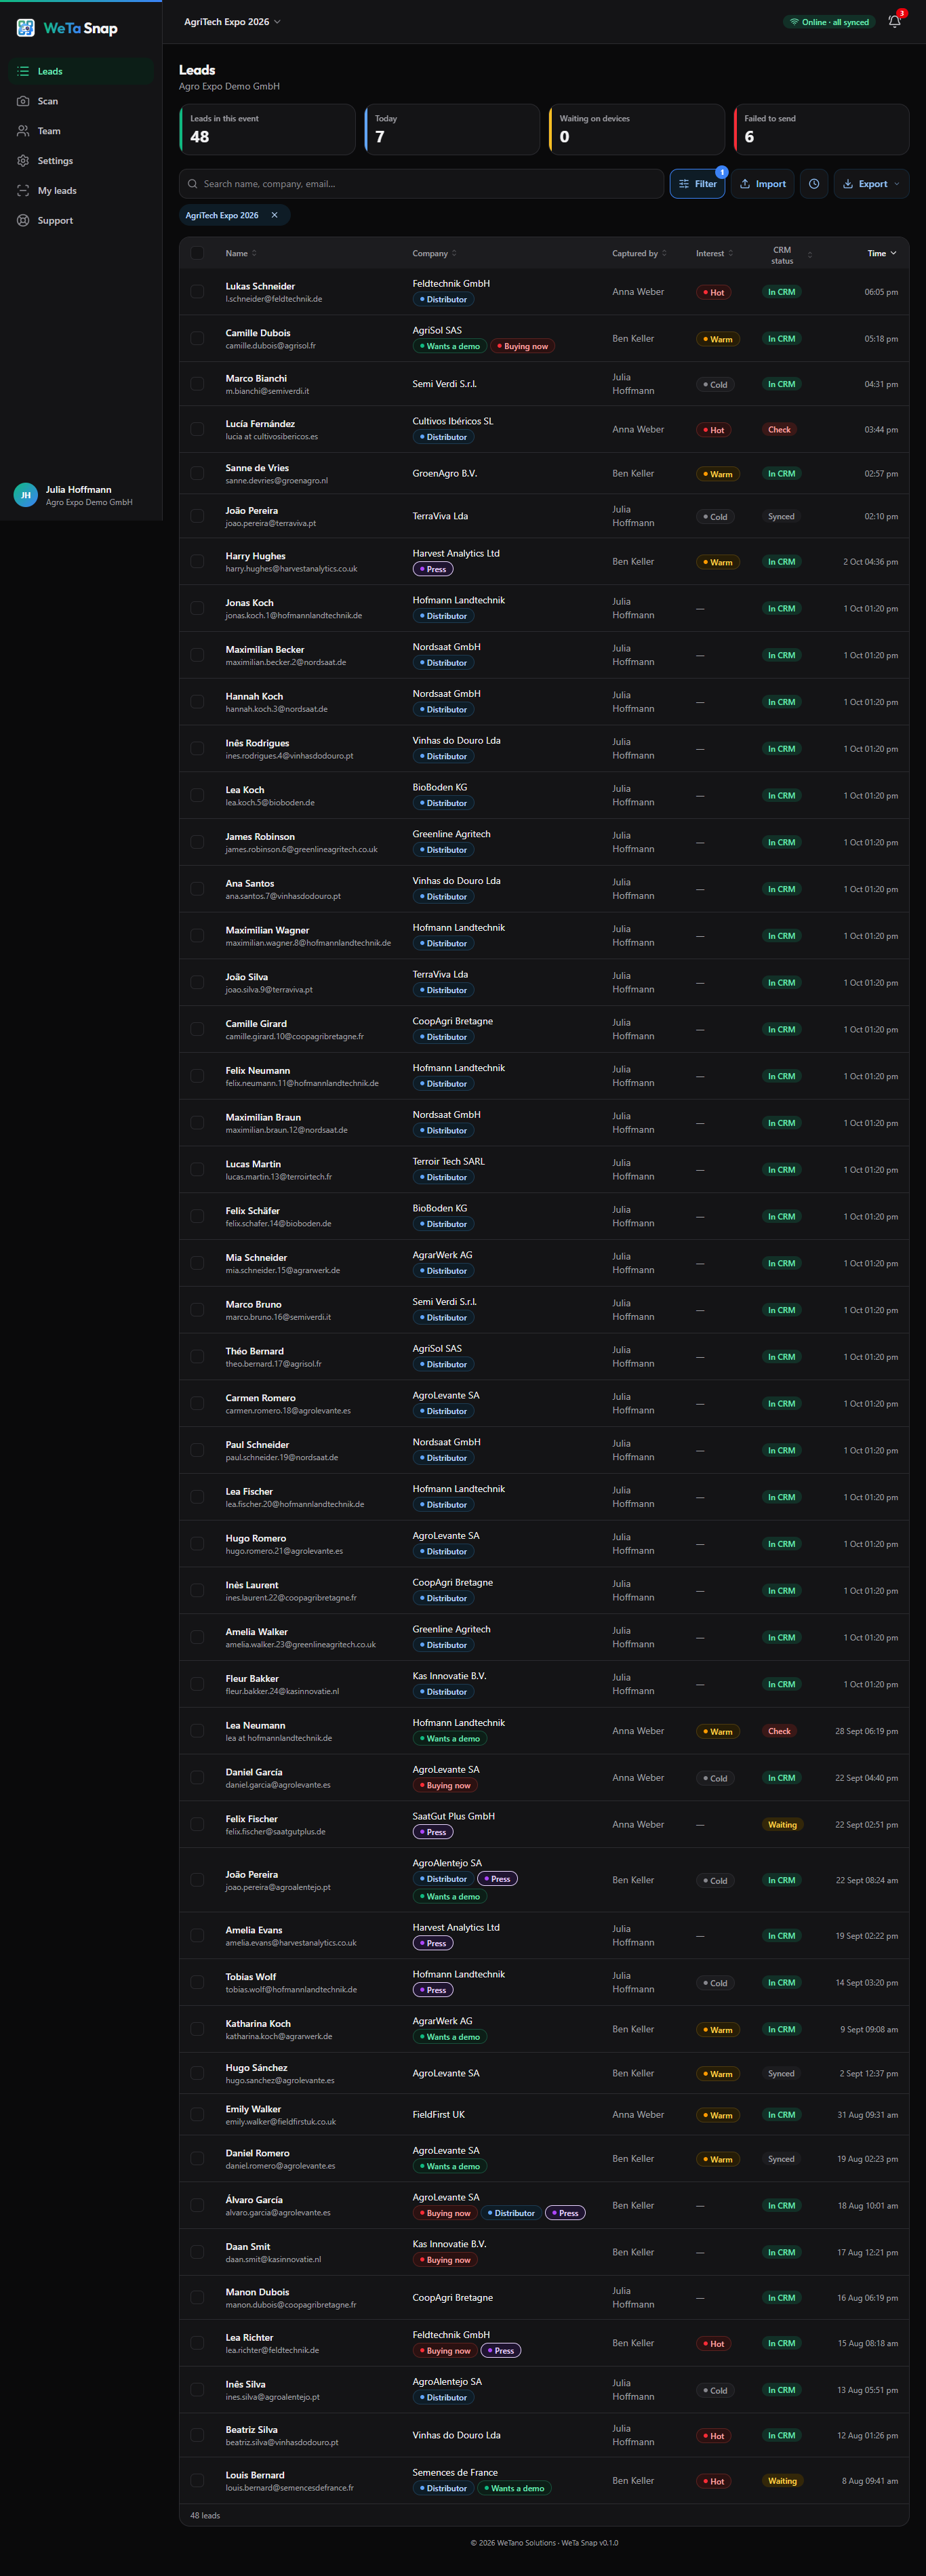 WeTa Snap
AgriTech Expo 2026
Online · all synced
3
Leads
Scan
Team
Settings
My leads
Support
JH
Julia Hoffmann
Agro Expo Demo GmbH
Leads
Agro Expo Demo GmbH
Leads in this event
48
Today
7
Waiting on devices
0
Failed to send
6
Search name, company, email...
Filter
1
Import
Export
AgriTech Expo 2026
Name Company Captured by Interest CRM status Time
Lukas Schneider Feldtechnik GmbH Anna Weber Hot In CRM 06:05 pm
l.schneider@feldtechnik.de Distributor
Camille Dubois AgriSol SAS Ben Keller Warm In CRM 05:18 pm
camille.dubois@agrisol.fr Wants a demo Buying now
Marco Bianchi Semi Verdi S.r.l. Julia Hoffmann Cold In CRM 04:31 pm
m.bianchi@semiverdi.it
Lucía Fernández Cultivos Ibéricos SL Anna Weber Hot Check 03:44 pm
lucia at cultivosibericos.es Distributor
Sanne de Vries GroenAgro B.V. Ben Keller Warm In CRM 02:57 pm
sanne.devries@groenagro.nl
João Pereira TerraViva Lda Julia Hoffmann Cold Synced 02:10 pm
joao.pereira@terraviva.pt
Harry Hughes Harvest Analytics Ltd Ben Keller Warm In CRM 2 Oct 04:36 pm
harry.hughes@harvestanalytics.co.uk Press
Jonas Koch Hofmann Landtechnik Julia Hoffmann — In CRM 1 Oct 01:20 pm
jonas.koch.1@hofmannlandtechnik.de Distributor
Maximilian Becker Nordsaat GmbH Julia Hoffmann — In CRM 1 Oct 01:20 pm
maximilian.becker.2@nordsaat.de Distributor
Hannah Koch Nordsaat GmbH Julia Hoffmann — In CRM 1 Oct 01:20 pm
hannah.koch.3@nordsaat.de Distributor
Inês Rodrigues Vinhas do Douro Lda Julia Hoffmann — In CRM 1 Oct 01:20 pm
ines.rodrigues.4@vinhasdodouro.pt Distributor
Lea Koch BioBoden KG Julia Hoffmann — In CRM 1 Oct 01:20 pm
lea.koch.5@bioboden.de Distributor
James Robinson Greenline Agritech Julia Hoffmann — In CRM 1 Oct 01:20 pm
james.robinson.6@greenlineagritech.co.uk Distributor
Ana Santos Vinhas do Douro Lda Julia Hoffmann — In CRM 1 Oct 01:20 pm
ana.santos.7@vinhasdodouro.pt Distributor
Maximilian Wagner Hofmann Landtechnik Julia Hoffmann — In CRM 1 Oct 01:20 pm
maximilian.wagner.8@hofmannlandtechnik.de Distributor
João Silva TerraViva Lda Julia Hoffmann — In CRM 1 Oct 01:20 pm
joao.silva.9@terraviva.pt Distributor
Camille Girard CoopAgri Bretagne Julia Hoffmann — In CRM 1 Oct 01:20 pm
camille.girard.10@coopagribretagne.fr Distributor
Felix Neumann Hofmann Landtechnik Julia Hoffmann — In CRM 1 Oct 01:20 pm
felix.neumann.11@hofmannlandtechnik.de Distributor
Maximilian Braun Nordsaat GmbH Julia Hoffmann — In CRM 1 Oct 01:20 pm
maximilian.braun.12@nordsaat.de Distributor
Lucas Martin Terroir Tech SARL Julia Hoffmann — In CRM 1 Oct 01:20 pm
lucas.martin.13@terroirtech.fr Distributor
Felix Schäfer BioBoden KG Julia Hoffmann — In CRM 1 Oct 01:20 pm
felix.schafer.14@bioboden.de Distributor
Mia Schneider AgrarWerk AG Julia Hoffmann — In CRM 1 Oct 01:20 pm
mia.schneider.15@agrarwerk.de Distributor
Marco Bruno Semi Verdi S.r.l. Julia Hoffmann — In CRM 1 Oct 01:20 pm
marco.bruno.16@semiverdi.it Distributor
Théo Bernard AgriSol SAS Julia Hoffmann — In CRM 1 Oct 01:20 pm
theo.bernard.17@agrisol.fr Distributor
Carmen Romero AgroLevante SA Julia Hoffmann — In CRM 1 Oct 01:20 pm
carmen.romero.18@agrolevante.es Distributor
Paul Schneider Nordsaat GmbH Julia Hoffmann — In CRM 1 Oct 01:20 pm
paul.schneider.19@nordsaat.de Distributor
Lea Fischer Hofmann Landtechnik Julia Hoffmann — In CRM 1 Oct 01:20 pm
lea.fischer.20@hofmannlandtechnik.de Distributor
Hugo Romero AgroLevante SA Julia Hoffmann — In CRM 1 Oct 01:20 pm
hugo.romero.21@agrolevante.es Distributor
Inès Laurent CoopAgri Bretagne Julia Hoffmann — In CRM 1 Oct 01:20 pm
ines.laurent.22@coopagribretagne.fr Distributor
Amelia Walker Greenline Agritech Julia Hoffmann — In CRM 1 Oct 01:20 pm
amelia.walker.23@greenlineagritech.co.uk Distributor
Fleur Bakker Kas Innovatie B.V. Julia Hoffmann — In CRM 1 Oct 01:20 pm
fleur.bakker.24@kasinnovatie.nl Distributor
Lea Neumann Hofmann Landtechnik Anna Weber Warm Check 28 Sept 06:19 pm
lea at hofmannlandtechnik.de Wants a demo
Daniel García AgroLevante SA Anna Weber Cold In CRM 22 Sept 04:40 pm
daniel.garcia@agrolevante.es Buying now
Felix Fischer SaatGut Plus GmbH Anna Weber — Waiting 22 Sept 02:51 pm
felix.fischer@saatgutplus.de Press
João Pereira AgroAlentejo SA Ben Keller Cold In CRM 22 Sept 08:24 am
joao.pereira@agroalentejo.pt Distributor Press
Wants a demo
Amelia Evans Harvest Analytics Ltd Julia Hoffmann — In CRM 19 Sept 02:22 pm
amelia.evans@harvestanalytics.co.uk Press
Tobias Wolf Hofmann Landtechnik Julia Hoffmann Cold In CRM 14 Sept 03:20 pm
tobias.wolf@hofmannlandtechnik.de Press
Katharina Koch AgrarWerk AG Ben Keller Warm In CRM 9 Sept 09:08 am
katharina.koch@agrarwerk.de Wants a demo
Hugo Sánchez AgroLevante SA Ben Keller Warm Synced 2 Sept 12:37 pm
hugo.sanchez@agrolevante.es
Emily Walker FieldFirst UK Anna Weber Warm In CRM 31 Aug 09:31 am
emily.walker@fieldfirstuk.co.uk
Daniel Romero AgroLevante SA Ben Keller Warm Synced 19 Aug 02:23 pm
daniel.romero@agrolevante.es Wants a demo
Álvaro García AgroLevante SA Ben Keller — In CRM 18 Aug 10:01 am
alvaro.garcia@agrolevante.es Buying now Distributor Press
Daan Smit Kas Innovatie B.V. Ben Keller — In CRM 17 Aug 12:21 pm
daan.smit@kasinnovatie.nl Buying now
Manon Dubois CoopAgri Bretagne Julia Hoffmann — In CRM 16 Aug 06:19 pm
manon.dubois@coopagribretagne.fr
Lea Richter Feldtechnik GmbH Ben Keller Hot In CRM 15 Aug 08:18 am
lea.richter@feldtechnik.de Buying now Press
Inês Silva AgroAlentejo SA Julia Hoffmann Cold In CRM 13 Aug 05:51 pm
ines.silva@agroalentejo.pt Distributor
Beatriz Silva Vinhas do Douro Lda Julia Hoffmann Hot In CRM 12 Aug 01:26 pm
beatriz.silva@vinhasdodouro.pt
Louis Bernard Semences de France Ben Keller Hot Waiting 8 Aug 09:41 am
louis.bernard@semencesdefrance.fr Distributor Wants a demo
48 leads
© 2026 WeTano Solutions · WeTa Snap v0.1.0